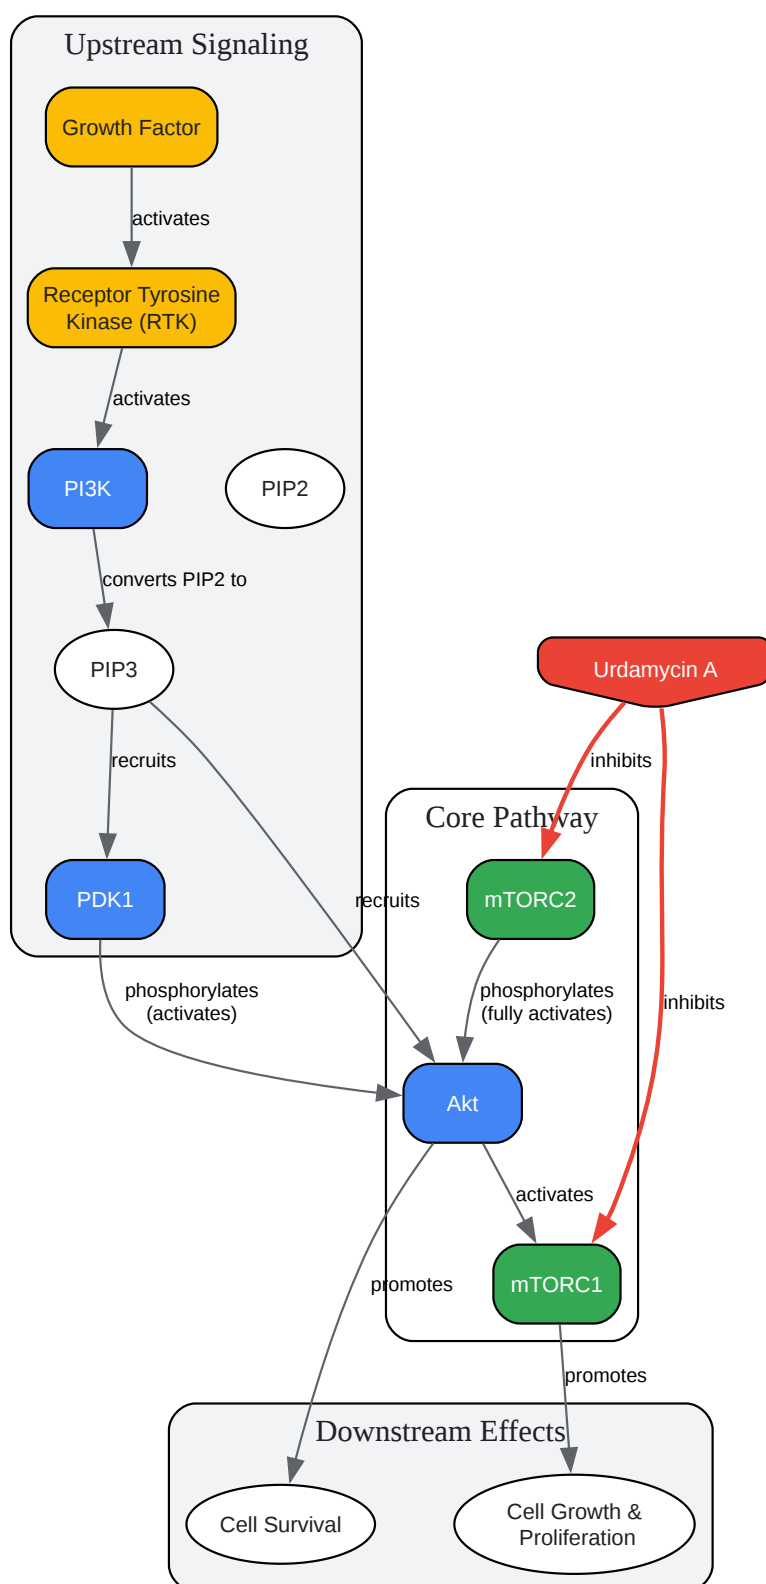 Upstream Signaling
Growth Factor
activates
Receptor Tyrosine
Kinase (RTK)
activates
PI3K
PIP2
converts PIP2 to
PIP3
Urdamycin A
recruits
inhibits
Core Pathway
PDK1
recruits
mTORC2
phosphorylates
(activates)
phosphorylates
(fully activates)
inhibits
Akt
activates
promotes
mTORC1
promotes
Downstream Effects
Cell Survival
Cell Growth &
Proliferation